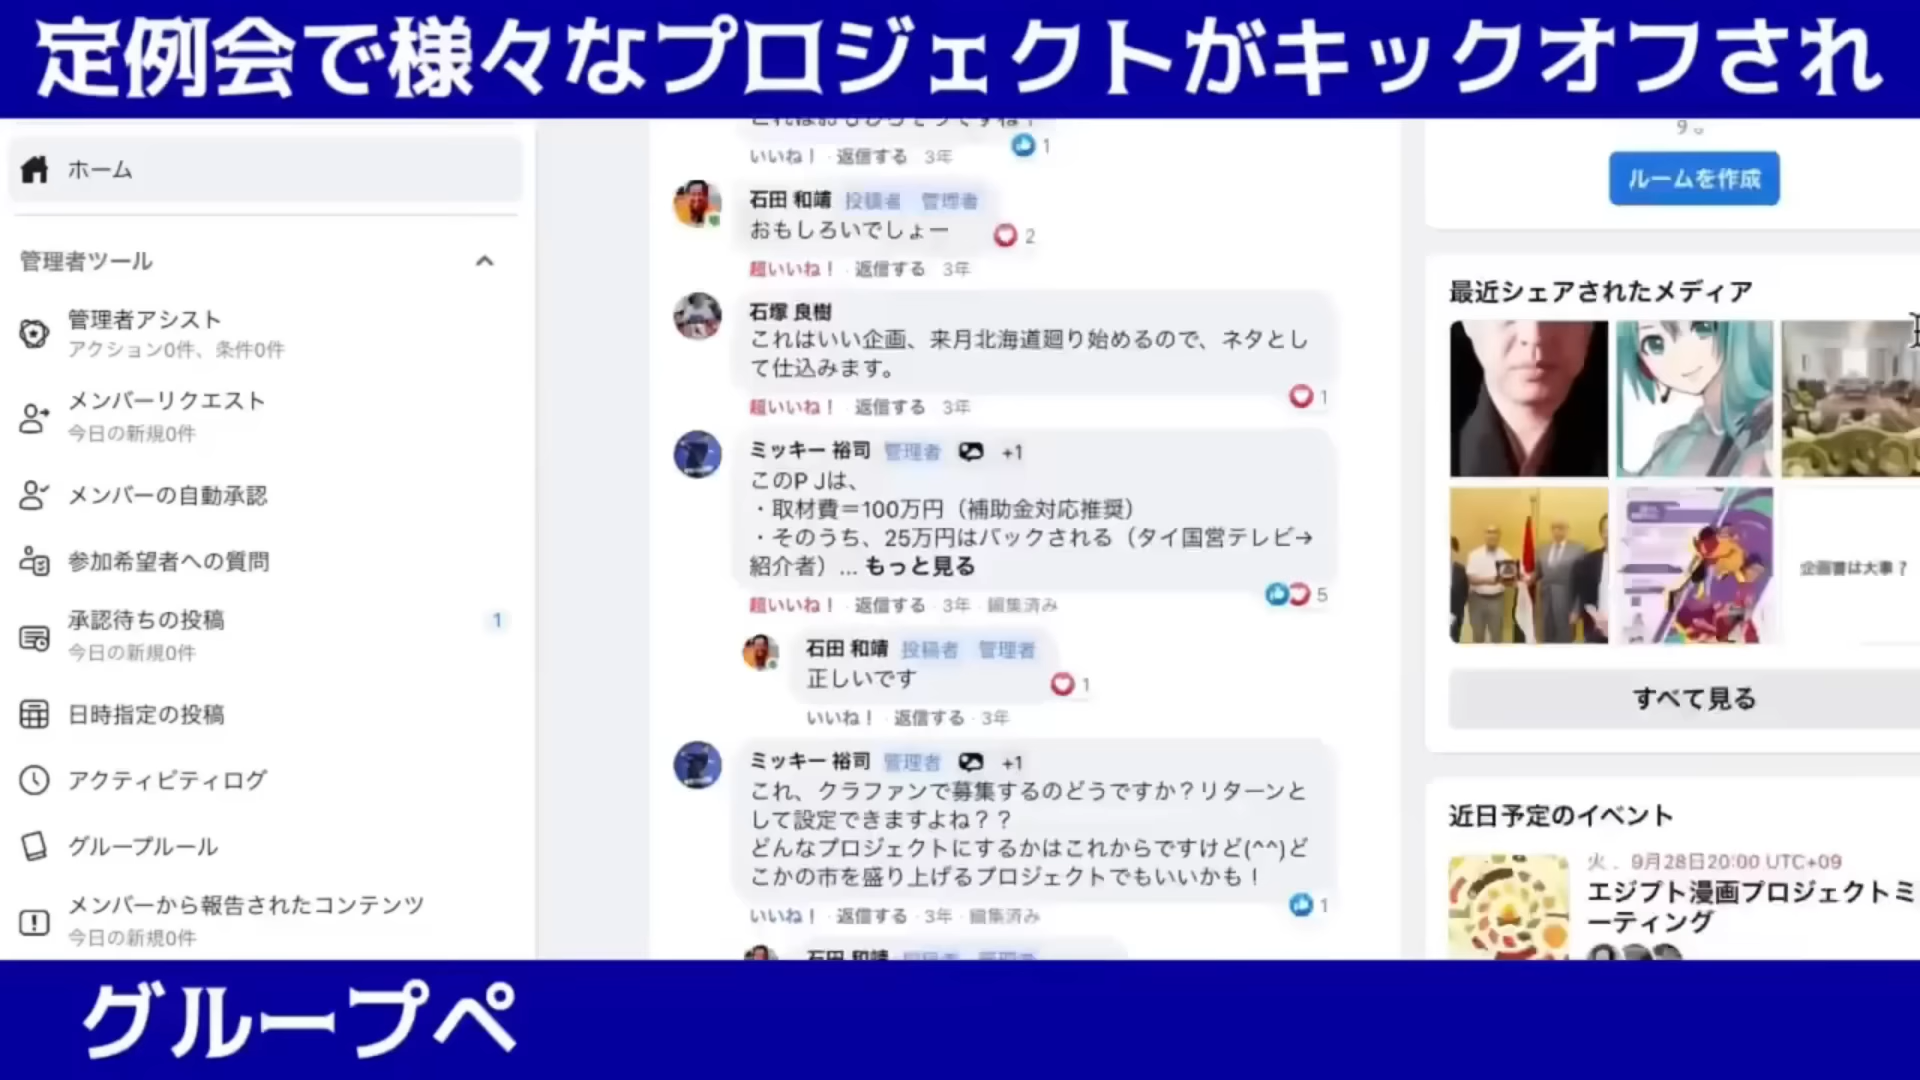 定例会で様々なプロジェクトがキックオフされ
ホーム
管理者ツール
管理者アシスト
アクション0件、条件0件
メンバーリクエスト
今日の新規0件
メンバーの自動承認
参加希望者への質問
承認待ちの投稿
1
今日の新規0件
日時指定の投稿
アクティビティログ
グループルール
メンバーから報告されたコンテンツ
今日の新規0件
いいね！ · 返信する 3年
1
石田 和靖 投稿者 管理者
おもしろいでしょー
2
超いいね！ · 返信する 3年
石塚 良樹
これはいい企画、来月北海道廻り始めるので、ネタとし
て仕込みます。
1
超いいね！ · 返信する 3年
ミッキー 裕司 管理者 +1
このPJは、
・取材費＝100万円（補助金対応推奨）
・そのうち、25万円はバックされる（タイ国営テレビ→
紹介者）... もっと見る
5
超いいね！ · 返信する · 3年 · 編集済み
石田 和靖 投稿者 管理者
正しいです
1
いいね！ · 返信する · 3年
ミッキー 裕司 管理者 +1
これ、クラファンで募集するのどうですか？リターンと
して設定できますよね？？
どんなプロジェクトにするかはこれからですけど(^^)ど
こかの市を盛り上げるプロジェクトでもいいかも！
1
いいね！ · 返信する · 3年 · 編集済み
石田 和靖 投稿者 管理者
ルームを作成
最近シェアされたメディア
企画書は大事？
すべて見る
近日予定のイベント
火、9月28日20:00 UTC+09
エジプト漫画プロジェクトミ
ーティング
グループペ